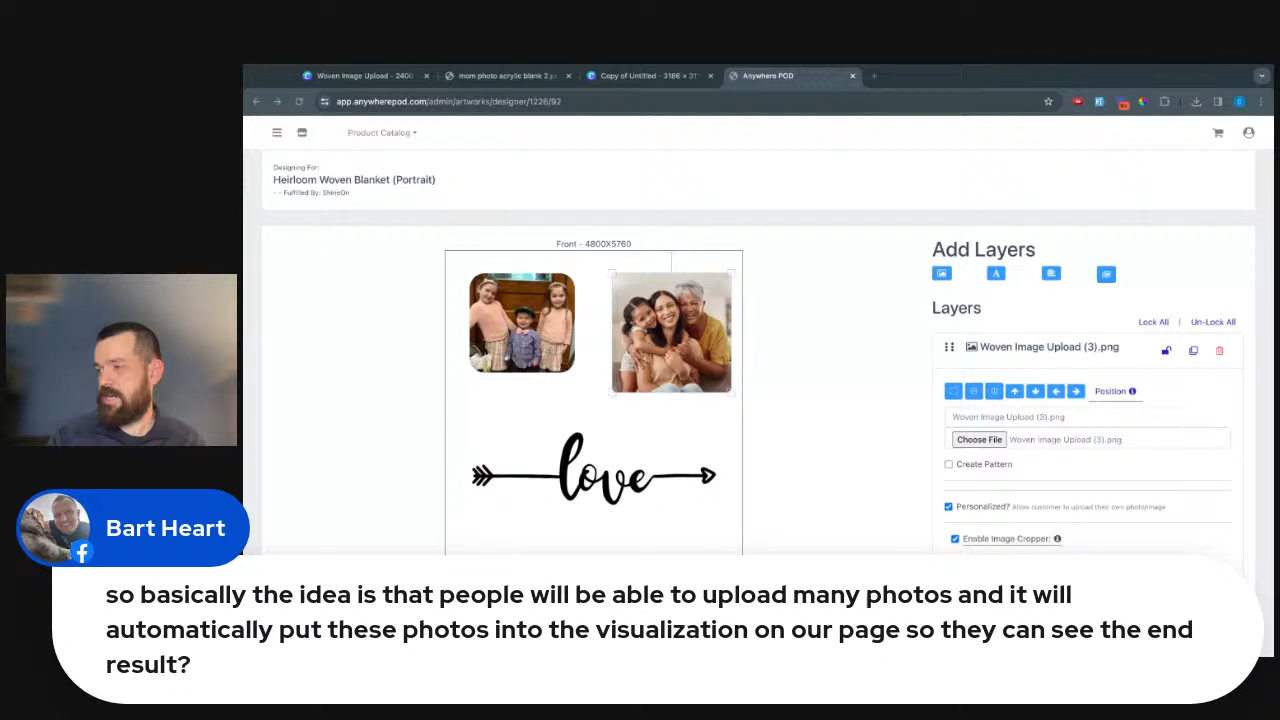 Woven Image Upload - 2400
mom photo acrylic blank 2.p
Copy of Untitled - 3186 × 31
Anywhere POD
app.anywherepod.com/admin/artworks/designer/1226/92
Product Catalog
Designing For:
Heirloom Woven Blanket (Portrait)
- - Fulfilled By: ShineOn
Front - 4800X5760
Add Layers
Layers
Lock All | Un-Lock All
Woven Image Upload (3).png
Position
Woven Image Upload (3).png
Choose File Woven Image Upload (3).png
Create Pattern
Personalized? Allow customer to upload their own photo/image
Enable Image Cropper:
love
Bart Heart
so basically the idea is that people will be able to upload many photos and it will
automatically put these photos into the visualization on our page so they can see the end
result?